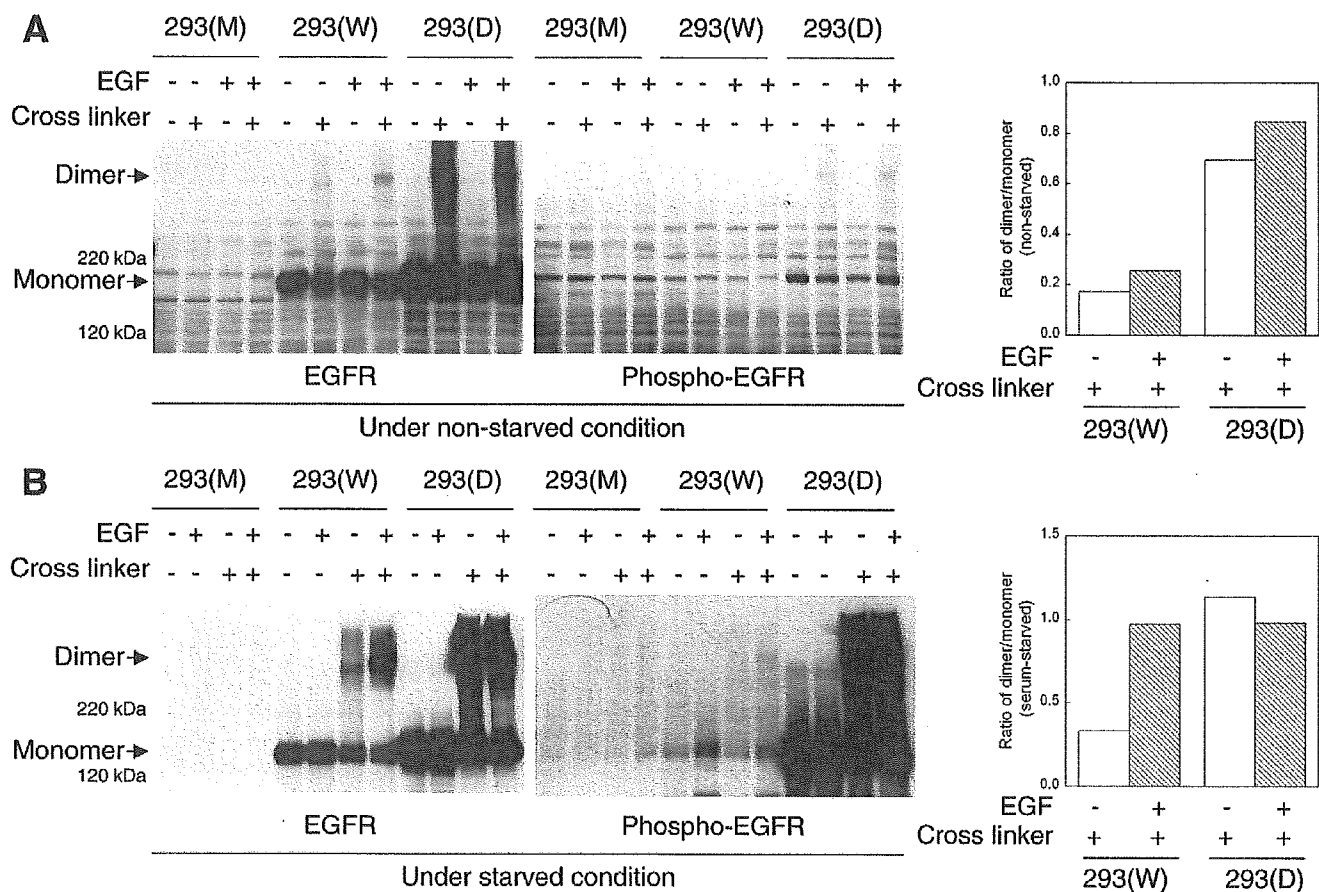 A
293(M) 293(W) 293(D) 293(M) 293(W) 293(D)
EGF - - + + - - + + - - + + - - + + - - + + - - + +
Cross linker - + - + - + - + - + - + - + - + - + - + - + - +
Dimer
220 kDa
Monomer
120 kDa
EGFR Phospho-EGFR
Under non-starved condition
Ratio of dimer/monomer
(non-starved)
1.0
0.8
0.6
0.4
0.2
0.0
EGF - + - +
Cross linker + + + +
293(W) 293(D)
B
293(M) 293(W) 293(D) 293(M) 293(W) 293(D)
EGF - + - + - + - + - + - + - + - + - + - + - + - +
Cross linker - - + + - - + + - - + + - - + + - - + + - - + +
Dimer
220 kDa
Monomer
120 kDa
EGFR Phospho-EGFR
Under starved condition
Ratio of dimer/monomer
(serum-starved)
1.5
1.0
0.5
0.0
EGF - + - +
Cross linker + + + +
293(W) 293(D)